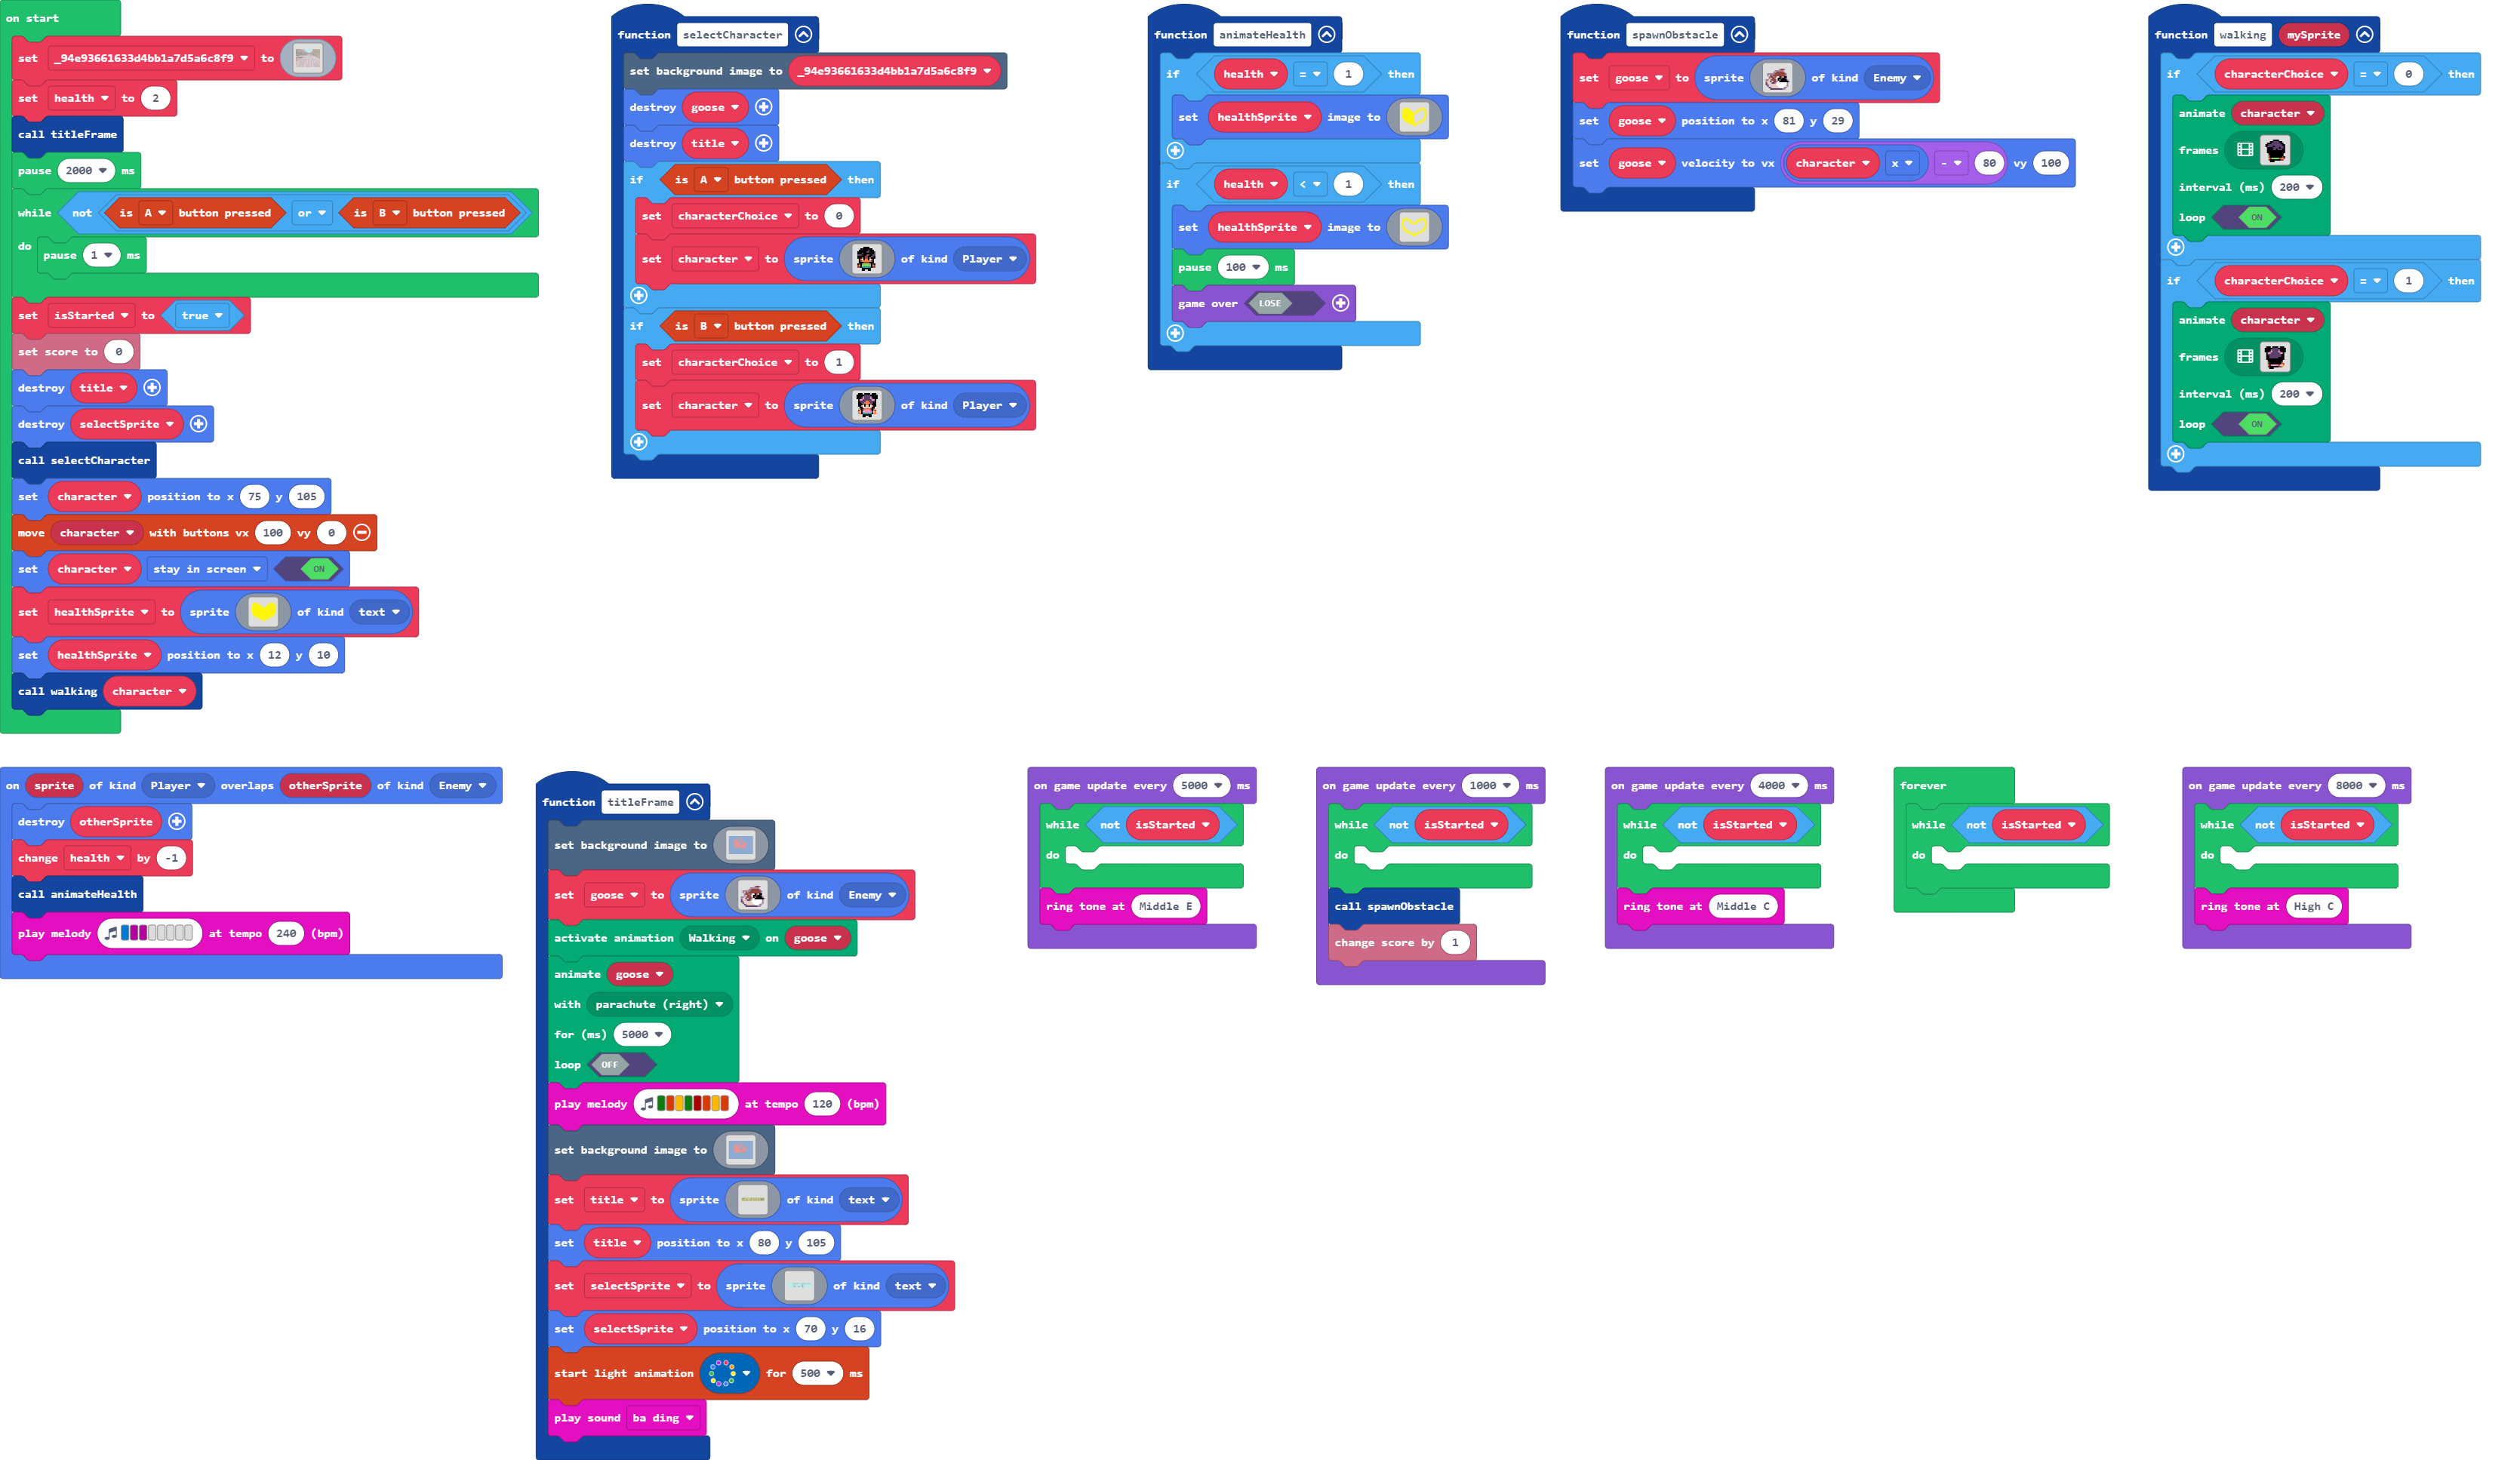 on start
set _94e93661633d4bb1a7d5a6c8f9 to
set health to 2
call titleFrame
pause 2000 ms
while not is A button pressed or is B button pressed
do
pause 1 ms
set isStarted to true
set score to 0
destroy title
destroy selectSprite
call selectCharacter
set character position to x 75 y 105
move character with buttons vx 100 vy 0
set character stay in screen ON
set healthSprite to sprite of kind text
set healthSprite position to x 12 y 10
call walking character
function selectCharacter
set background image to _94e93661633d4bb1a7d5a6c8f9
destroy goose
destroy title
if is A button pressed then
set characterChoice to 0
set character to sprite of kind Player
if is B button pressed then
set characterChoice to 1
set character to sprite of kind Player
function animateHealth
if health = 1 then
set healthSprite image to
if health < 1 then
set healthSprite image to
pause 100 ms
game over LOSE
function spawnObstacle
set goose to sprite of kind Enemy
set goose position to x 81 y 29
set goose velocity to vx character x - 80 vy 100
function walking mySprite
if characterChoice = 0 then
animate character
frames
interval (ms) 200
loop ON
if characterChoice = 1 then
animate character
frames
interval (ms) 200
loop ON
on sprite of kind Player overlaps otherSprite of kind Enemy
destroy otherSprite
change health by -1
call animateHealth
play melody at tempo 240 (bpm)
function titleFrame
set background image to
set goose to sprite of kind Enemy
activate animation Walking on goose
animate goose
with parachute (right)
for (ms) 5000
loop OFF
play melody at tempo 120 (bpm)
set background image to
set title to sprite of kind text
set title position to x 80 y 105
set selectSprite to sprite of kind text
set selectSprite position to x 70 y 16
start light animation for 500 ms
play sound ba ding
on game update every 5000 ms
while not isStarted
do
ring tone at Middle E
on game update every 1000 ms
while not isStarted
do
call spawnObstacle
change score by 1
on game update every 4000 ms
while not isStarted
do
ring tone at Middle C
forever
while not isStarted
do
on game update every 8000 ms
while not isStarted
do
ring tone at High C